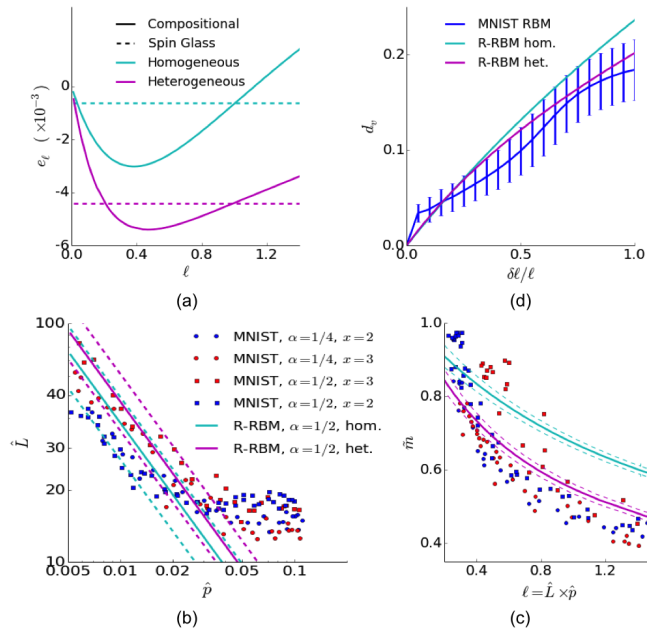 Compositional
Spin Glass
Homogeneous
Heterogeneous
0
-2
-4
-6
e_ℓ (×10⁻³)
0.0 0.4 0.8 1.2
ℓ
(a)
MNIST RBM
R-RBM hom.
R-RBM het.
0.2
0.1
0.0
d_v
0.0 0.5 1.0
δℓ/ℓ
(d)
MNIST, α=1/4, x=2
MNIST, α=1/4, x=3
MNIST, α=1/2, x=3
MNIST, α=1/2, x=2
R-RBM, α=1/2, hom.
R-RBM, α=1/2, het.
100
40
30
20
10
L̂
0.005 0.01 0.02 0.05 0.1
p̂
(b)
1.0
0.8
0.6
0.4
m̃
0.4 0.8 1.2
ℓ=L̂×p̂
(c)